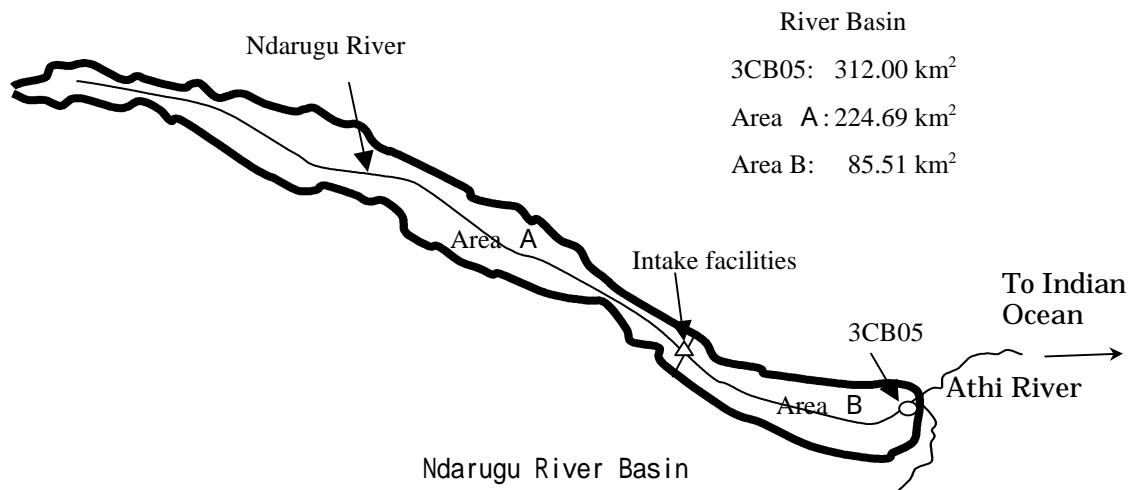 River Basin
Ndarugu River
3CB05: 312.00 km²
Area A: 224.69 km²
Area B: 85.51 km²
Area A
Intake facilities
To Indian
Ocean
3CB05
Athi River
Area B
Ndarugu River Basin